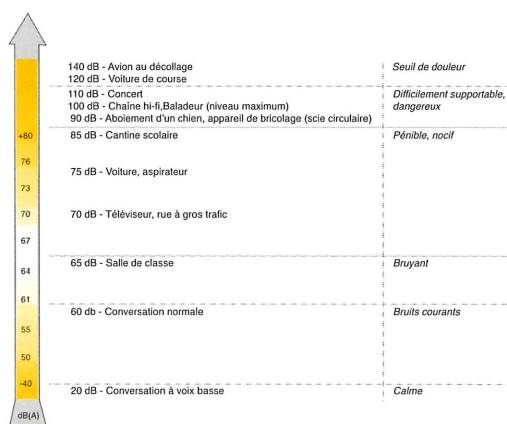 140 dB - Avion au décollage
Seuil de douleur
120 dB - Voiture de course
110 dB - Concert
Difficilement supportable,
100 dB - Chaîne hi-fi,Baladeur (niveau maximum)
dangereux
90 dB - Aboiement d'un chien, appareil de bricolage (scie circulaire)
+80
85 dB - Cantine scolaire
Pénible, nocif
76
75 dB - Voiture, aspirateur
73
70
70 dB - Téléviseur, rue à gros trafic
67
64
65 dB - Salle de classe
Bruyant
61
60 db - Conversation normale
Bruits courants
55
50
-40
20 dB - Conversation à voix basse
Calme
dB(A)